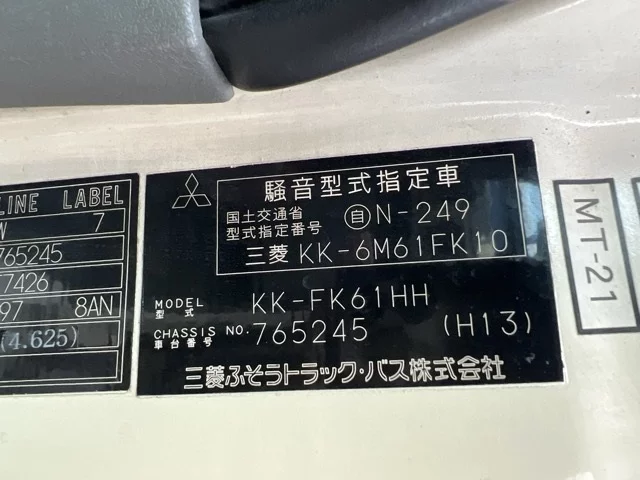 LINE LABEL
W 7
765245
7426
97 8AN
(4.625)
騒音型式指定車
国土交通省
型式指定番号
自 N-249
三菱 KK-6M61FK10
MODEL
型式
KK-FK61HH
CHASSIS NO.
車台番号
765245 (H13)
三菱ふそうトラック・バス株式会社
MT-21